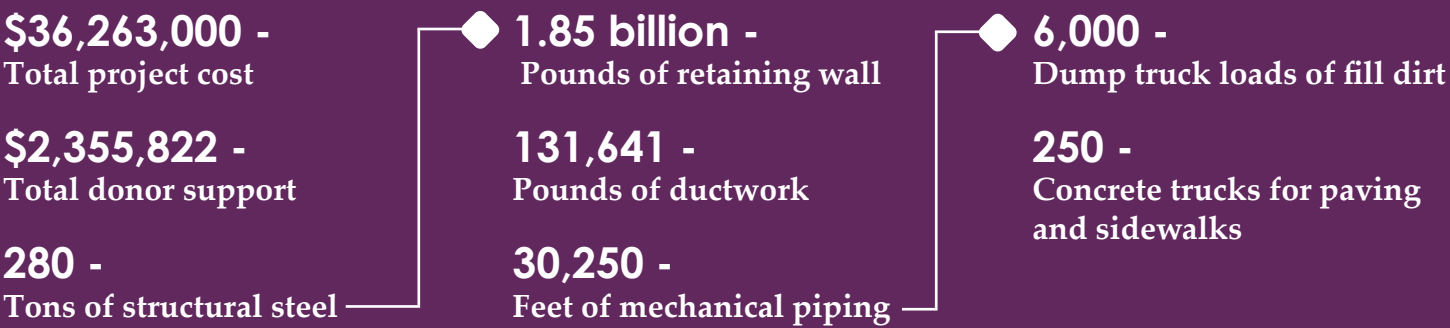 $36,263,000 -
Total project cost
$2,355,822 -
Total donor support
280 -
Tons of structural steel
1.85 billion -
Pounds of retaining wall
131,641 -
Pounds of ductwork
30,250 -
Feet of mechanical piping
6,000 -
Dump truck loads of fill dirt
250 -
Concrete trucks for paving
and sidewalks